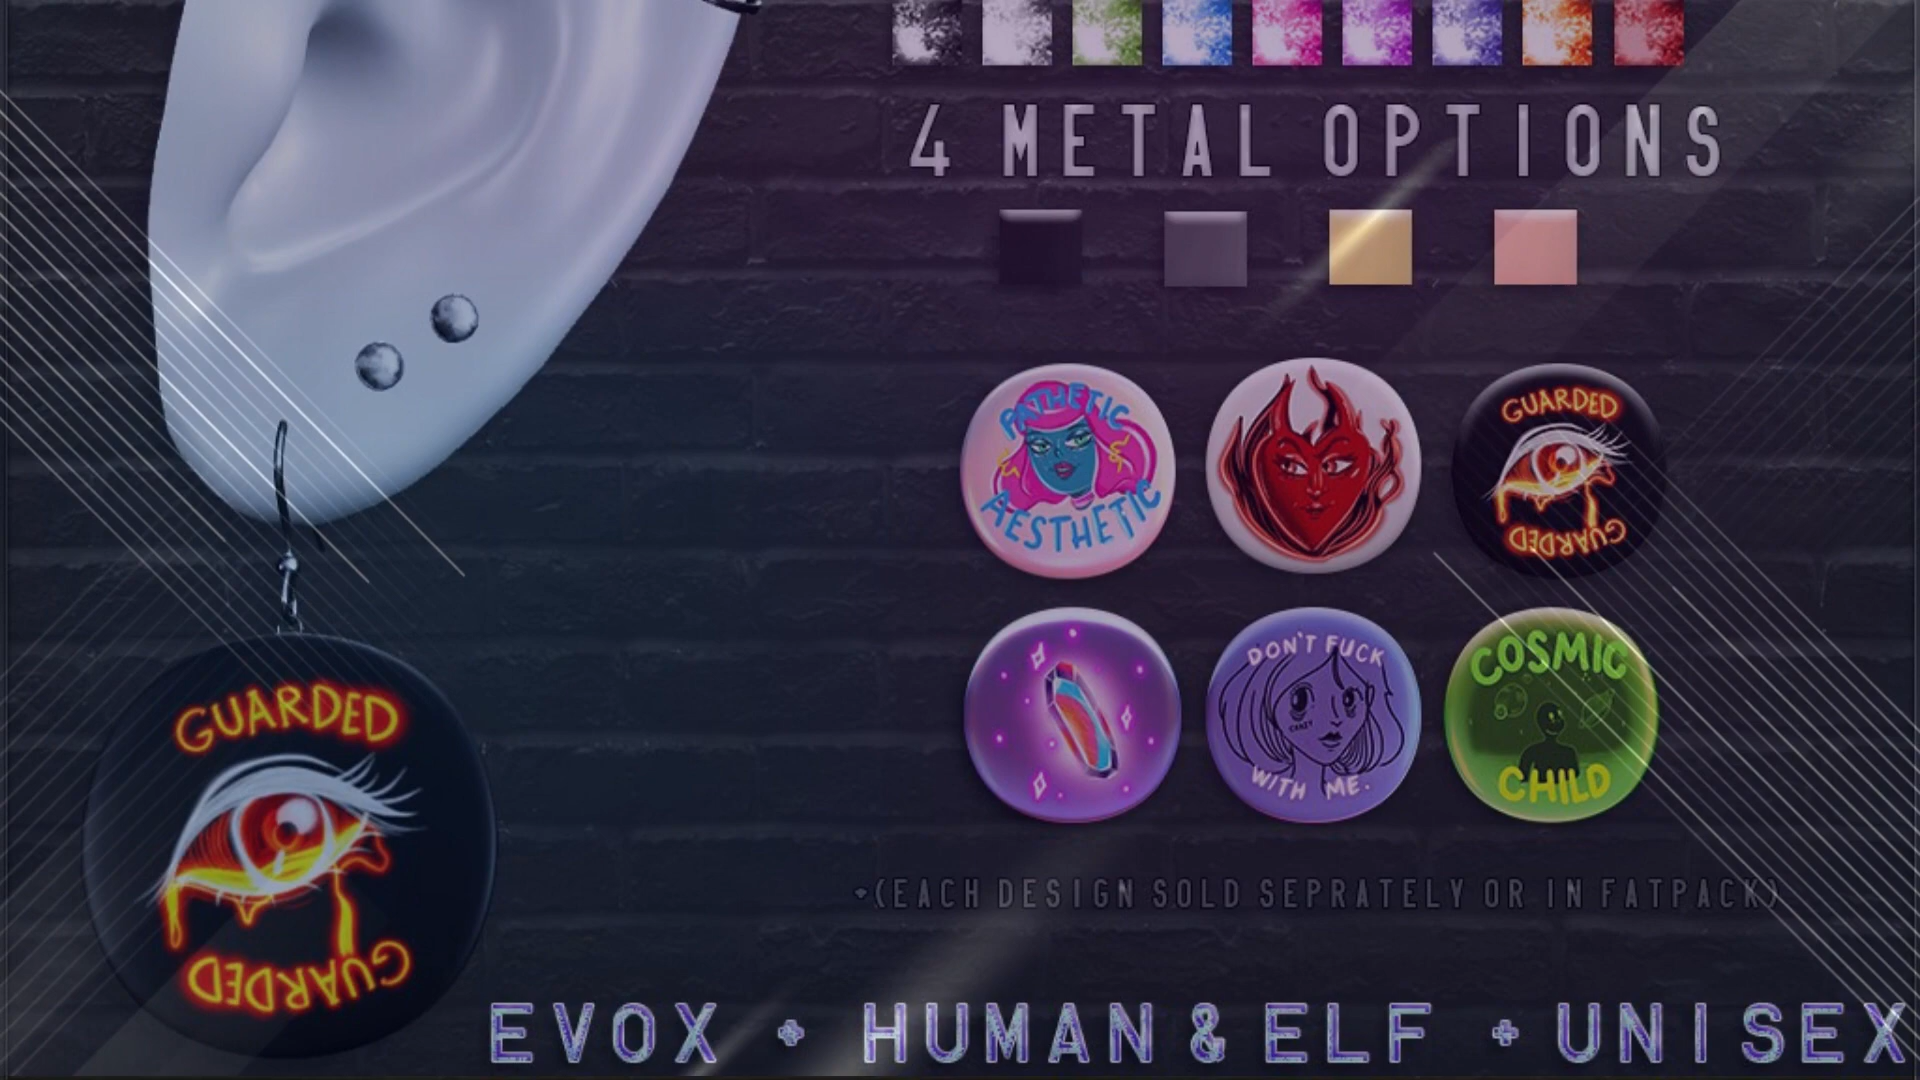 4 METAL OPTIONS
PATHETIC
AESTHETIC
GUARDED
GUARDED
DON'T FUCK
CRAZY
WITH ME.
COSMIC
CHILD
GUARDED
GUARDED
+(EACH DESIGN SOLD SEPRATELY OR IN FATPACK)
EVOX + HUMAN & ELF + UNISEX